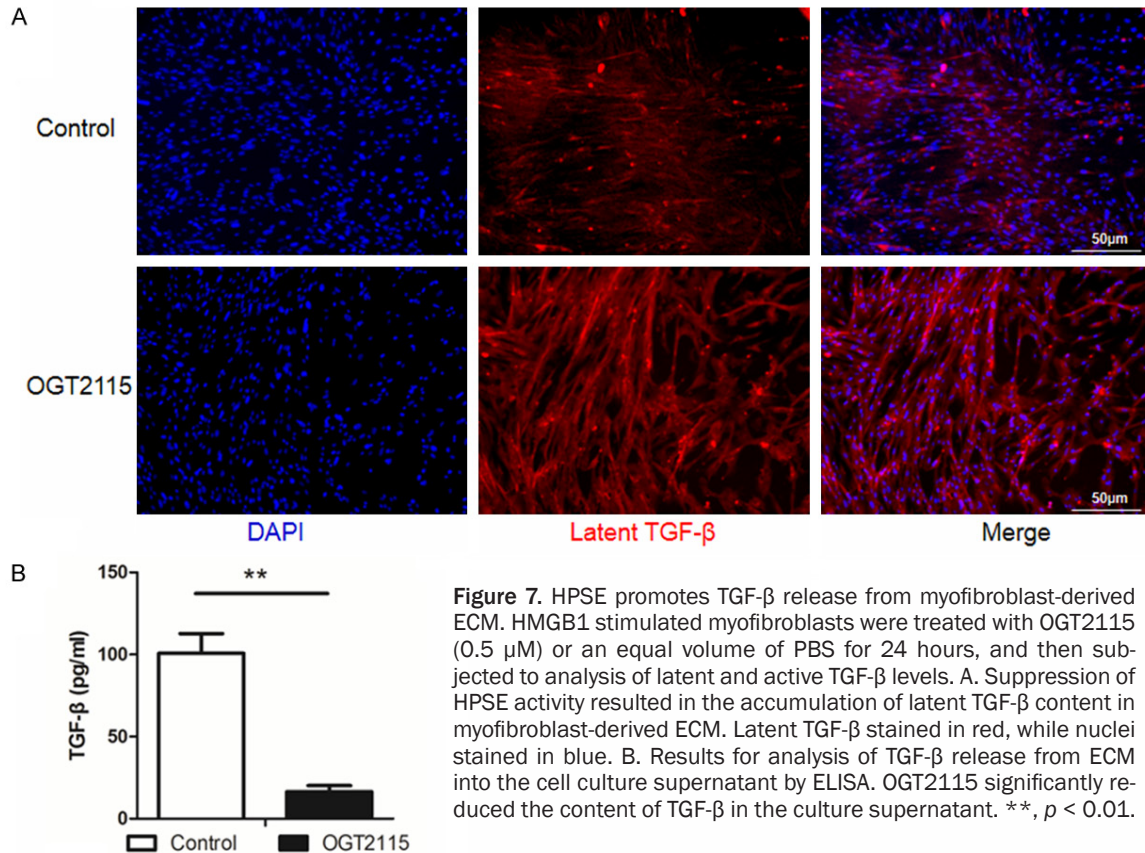 A
Control
50µm
OGT2115
50µm
DAPI
Latent TGF-β
Merge
B
**
150
100
50
0
TGF-β (pg/ml)
Control
OGT2115
Figure 7. HPSE promotes TGF-β release from myofibroblast-derived
ECM. HMGB1 stimulated myofibroblasts were treated with OGT2115
(0.5 µM) or an equal volume of PBS for 24 hours, and then sub-
jected to analysis of latent and active TGF-β levels. A. Suppression of
HPSE activity resulted in the accumulation of latent TGF-β content in
myofibroblast-derived ECM. Latent TGF-β stained in red, while nuclei
stained in blue. B. Results for analysis of TGF-β release from ECM
into the cell culture supernatant by ELISA. OGT2115 significantly re-
duced the content of TGF-β in the culture supernatant. **, p < 0.01.